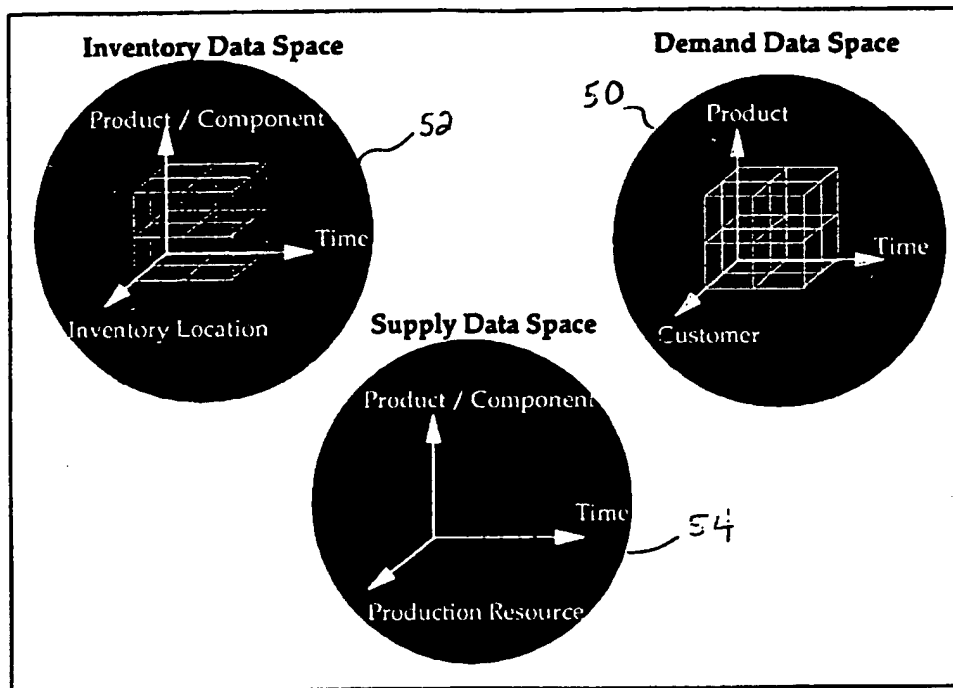 Inventory Data Space
Product / Component
52
Time
Inventory Location
Demand Data Space
50
Product
Time
Customer
Supply Data Space
Product / Component
Time
54
Production Resource